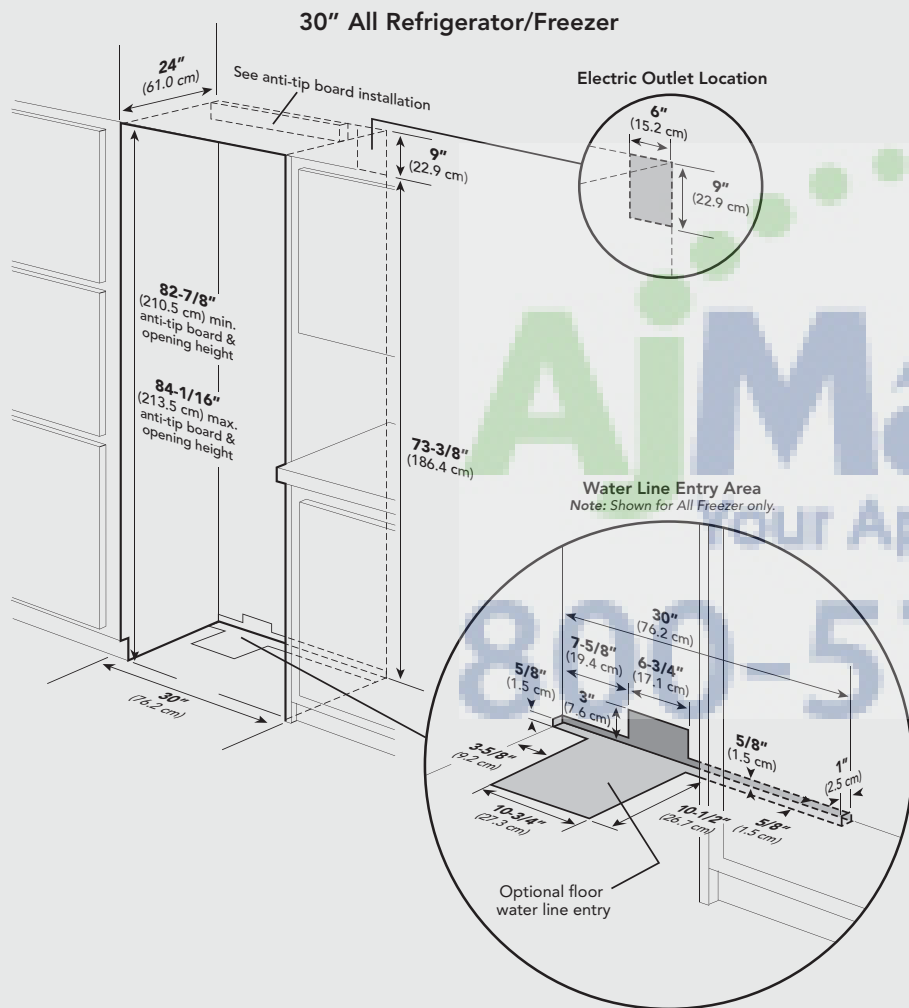 30” All Refrigerator/Freezer
24”
(61.0 cm)
See anti-tip board installation
Electric Outlet Location
6”
(15.2 cm)
9”
(22.9 cm)
9”
(22.9 cm)
82-7/8”
(210.5 cm) min.
anti-tip board &
opening height
84-1/16”
(213.5 cm) max.
anti-tip board &
opening height
73-3/8”
(186.4 cm)
30”
(76.2 cm)
Water Line Entry Area
Note: Shown for All Freezer only.
30”
(76.2 cm)
7-5/8”
(19.4 cm)
6-3/4”
(17.1 cm)
5/8”
(1.5 cm)
3”
(7.6 cm)
3-5/8”
(9.2 cm)
5/8”
(1.5 cm)
1”
(2.5 cm)
10-3/4”
(27.3 cm)
10-1/2”
(26.7 cm)
5/8”
(1.5 cm)
Optional floor
water line entry
Your Ap
800-57